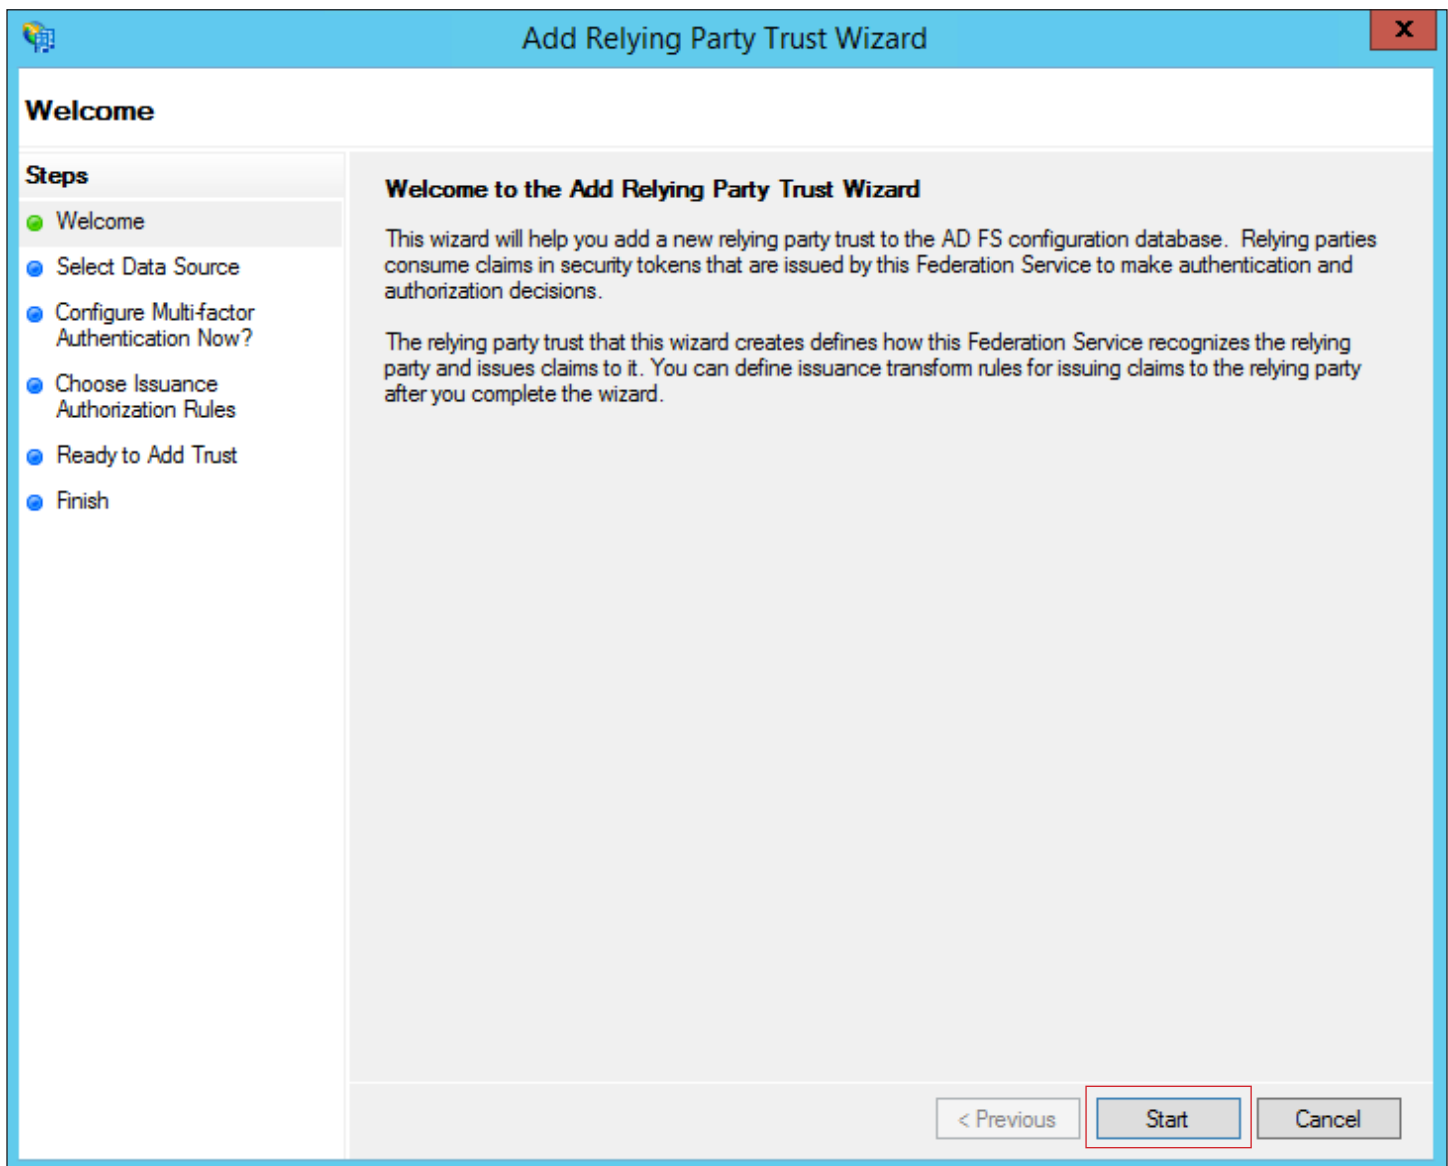 Add Relying Party Trust Wizard
x
Welcome
Steps
Welcome
Select Data Source
Configure Multi-factor
Authentication Now?
Choose Issuance
Authorization Rules
Ready to Add Trust
Finish
Welcome to the Add Relying Party Trust Wizard
This wizard will help you add a new relying party trust to the AD FS configuration database.  Relying parties
consume claims in security tokens that are issued by this Federation Service to make authentication and
authorization decisions.
The relying party trust that this wizard creates defines how this Federation Service recognizes the relying
party and issues claims to it. You can define issuance transform rules for issuing claims to the relying party
after you complete the wizard.
< Previous
Start
Cancel